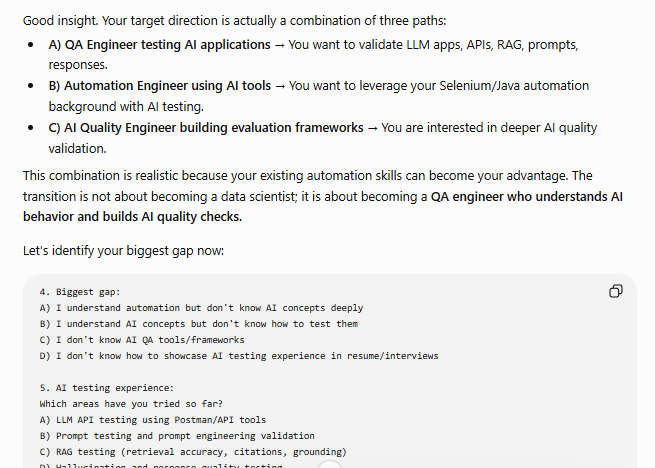 Good insight. Your target direction is actually a combination of three paths:
• A) QA Engineer testing AI applications → You want to validate LLM apps, APIs, RAG, prompts,
responses.
• B) Automation Engineer using AI tools → You want to leverage your Selenium/Java automation
background with AI testing.
• C) AI Quality Engineer building evaluation frameworks → You are interested in deeper AI quality
validation.
This combination is realistic because your existing automation skills can become your advantage. The
transition is not about becoming a data scientist; it is about becoming a QA engineer who understands AI
behavior and builds AI quality checks.
Let's identify your biggest gap now:
4. Biggest gap:
A) I understand automation but don't know AI concepts deeply
B) I understand AI concepts but don't know how to test them
C) I don't know AI QA tools/frameworks
D) I don't know how to showcase AI testing experience in resume/interviews
5. AI testing experience:
Which areas have you tried so far?
A) LLM API testing using Postman/API tools
B) Prompt testing and prompt engineering validation
C) RAG testing (retrieval accuracy, citations, grounding)
D) Hallucination and response quality testing